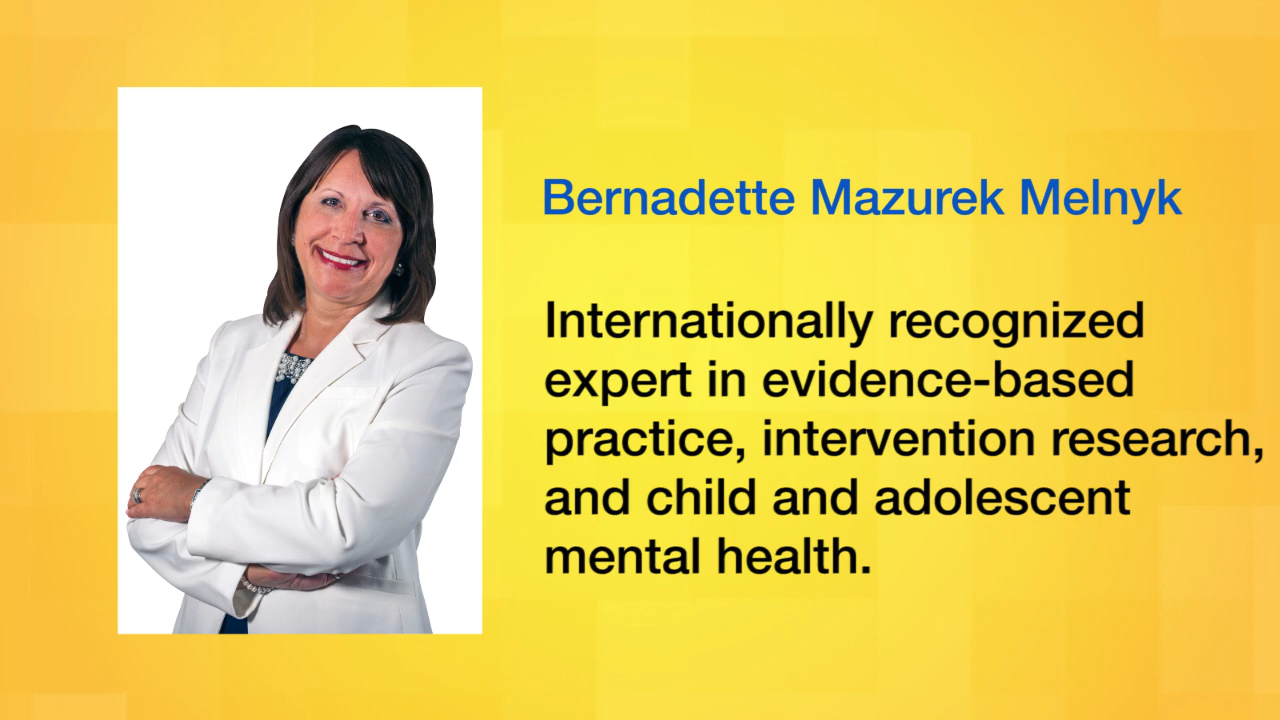 Bernadette Mazurek Melnyk
Internationally recognized
expert in evidence-based
practice, intervention research,
and child and adolescent
mental health.